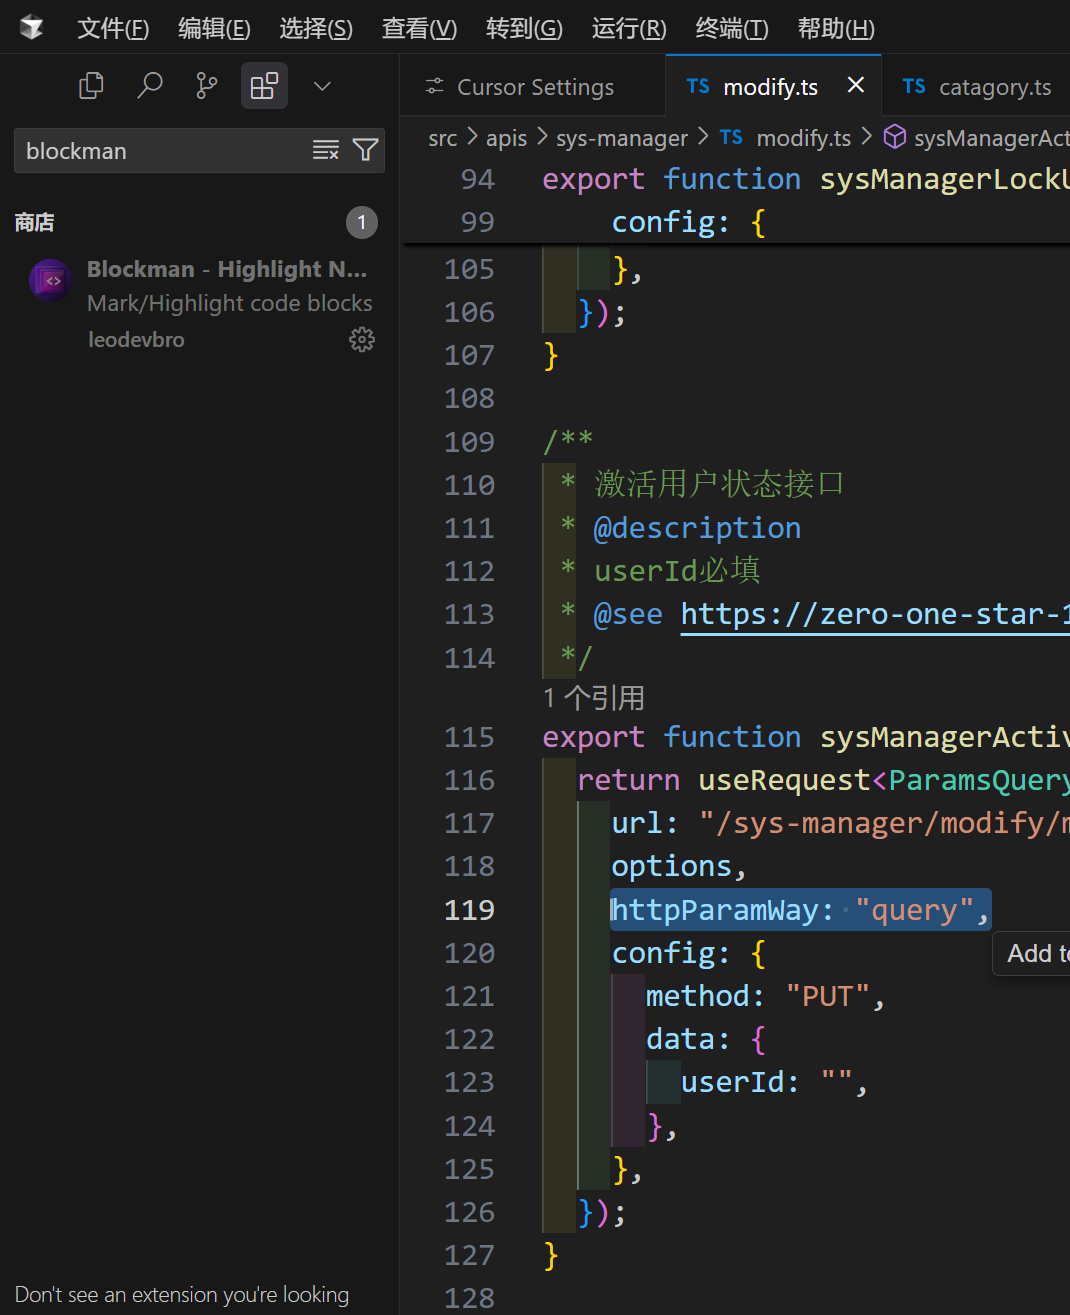 文件(F) 编辑(E) 选择(S) 查看(V) 转到(G) 运行(R) 终端(T) 帮助(H)
Cursor Settings
TS modify.ts
TS catagory.ts
blockman
商店
1
Blockman - Highlight N...
Mark/Highlight code blocks
leodevbro
Don't see an extension you're looking
src > apis > sys-manager > TS modify.ts > sysManagerAct
94 export function sysManagerLockU
99 config: {
105 },
106 });
107 }
108
109 /**
110 * 激活用户状态接口
111 * @description
112 * userId必填
113 * @see https://zero-one-star-1
114 */
1 个引用
115 export function sysManagerActiv
116 return useRequest<ParamsQuery
117 url: "/sys-manager/modify/m
118 options,
119 httpParamWay: "query",
120 config: {
Add to
121 method: "PUT",
122 data: {
123 userId: "",
124 },
125 },
126 });
127 }
128